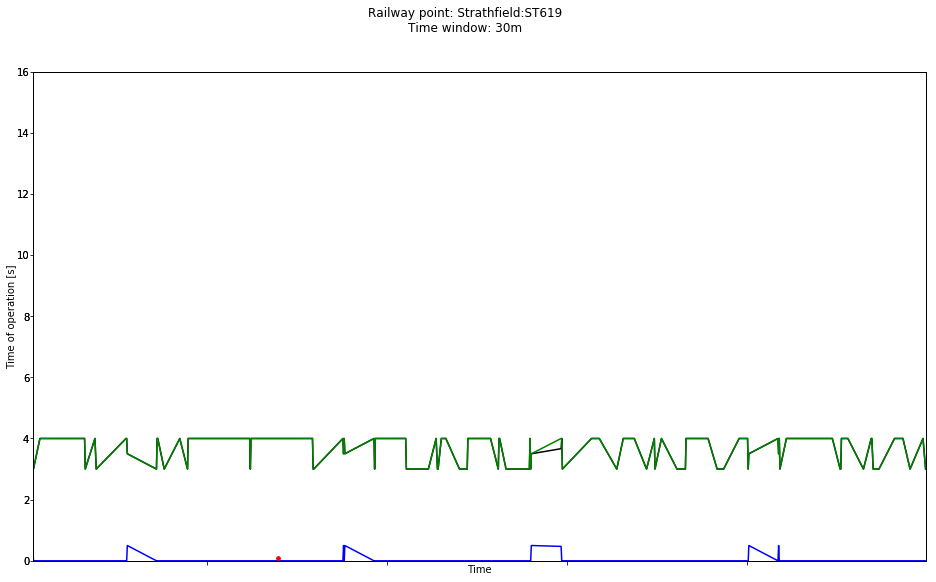 Railway point: Strathfield:ST619
Time window: 30m
16
14
12
10
8
6
4
2
0
Time of operation [s]
Time